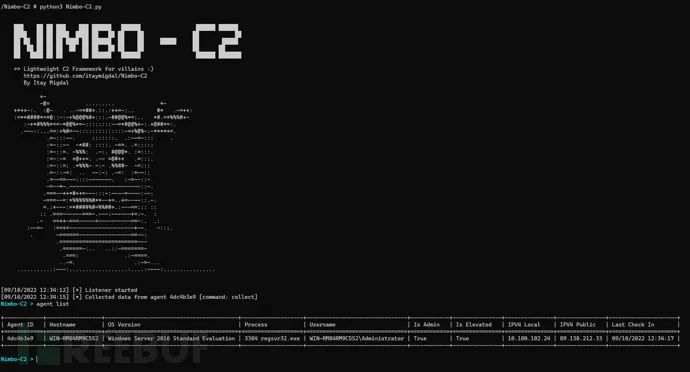 /Nimbo-C2 # python3 Nimbo-C2.py
NIMBO-C2
>> Lightweight C2 Framework for villains :)
https://github.com/itaymigdal/Nimbo-C2
By Itay Migdal
[09/10/2022 12:34:12] [*] Listener started
[09/10/2022 12:34:15] [*] Collected data from agent 4dc4b3e9 [command: collect]
Nimbo-C2 > agent list
| Agent ID | Hostname | OS Version | Process | Username | Is Admin | Is Elevated | IPV4 Local | IPV4 Public | Last Check In |
| 4dc4b3e9 | WIN-RM84RM9C5S2 | Windows Server 2016 Standard Evaluation | 3384 regsvr32.exe | WIN-RM84RM9C5S2\Administrator | True | True | 10.100.102.24 | 89.138.212.33 | 09/10/2022 12:34:17 |
REEBUF
Nimbo-C2 >